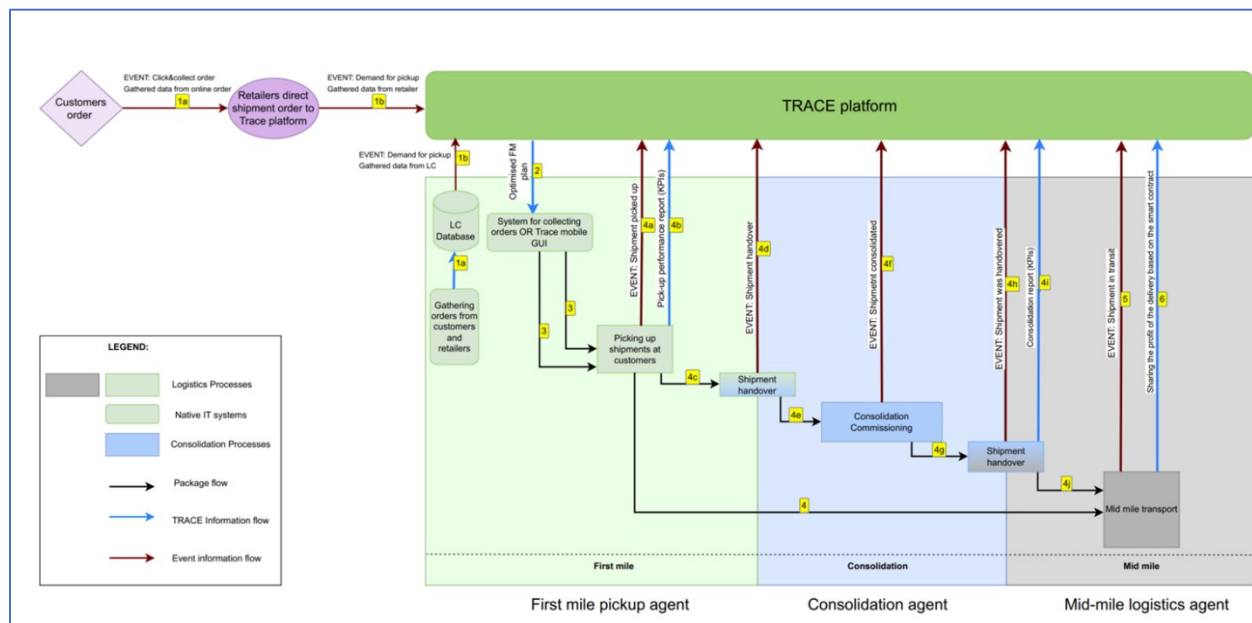 EVENT: Click&collect order
Gathered data from online order
1a
EVENT: Demand for pickup
Gathered data from retailer
1b
Customers
order
Retailers direct
shipment order to
Trace platform
TRACE platform
EVENT: Demand for pickup
Gathered data from LC
1b
Optimised FM
plan
2
LC
Database
1a
Gathering
orders from
customers
and
retailers
System for collecting
orders OR Trace mobile
GUI
3
3
EVENT: Shipment picked up
4a
Pick-up performance report (KPIs)
4b
Picking up
shipments at
customers
4c
EVENT: Shipment handover
4d
Shipment
handover
4e
EVENT: Shipmetnt consolidated
4f
Consolidation
Commissioning
4g
EVENT: Shipment was handovered
4h
Consolidation report (KPIs)
4i
Shipment
handover
4j
4
EVENT: Shipment in transit
5
Sharing the profit of the delivery based on the smart contract
6
Mid mile transport
First mile
Consolidation
Mid mile
First mile pickup agent
Consolidation agent
Mid-mile logistics agent
LEGEND:
Logistics Processes
Native IT systems
Consolidation Processes
Package flow
TRACE Information flow
Event information flow